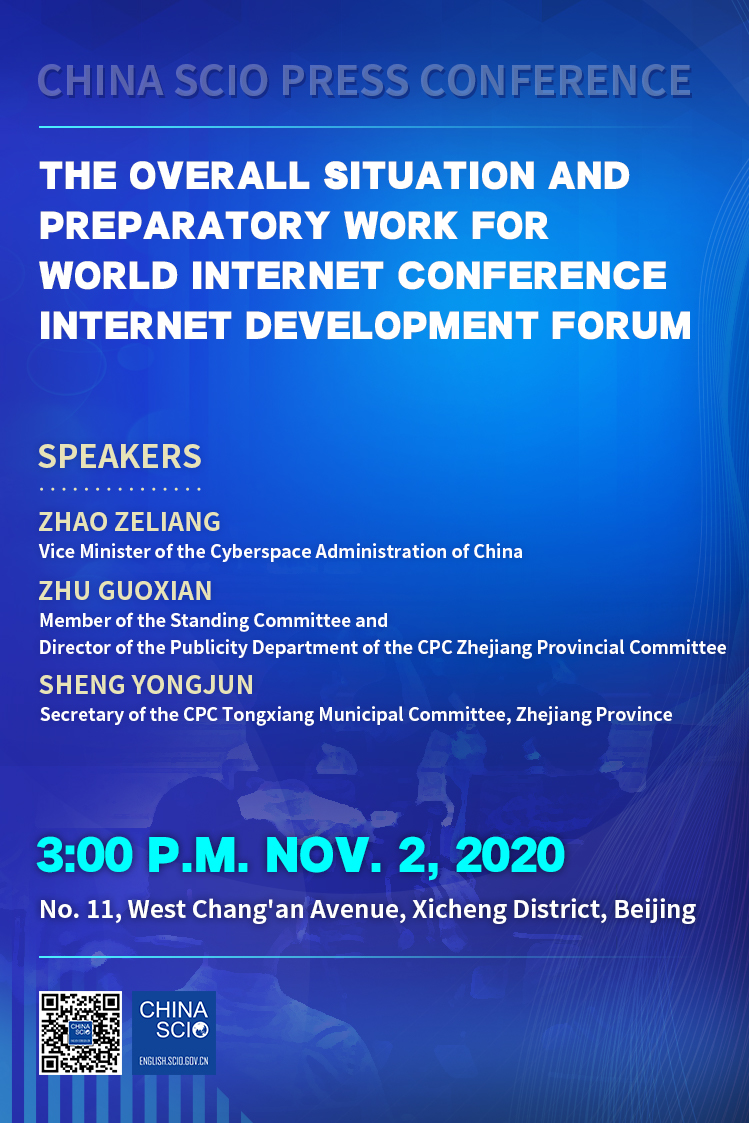 CHINA SCIO PRESS CONFERENCE
THE OVERALL SITUATION AND
PREPARATORY WORK FOR
WORLD INTERNET CONFERENCE
INTERNET DEVELOPMENT FORUM
SPEAKERS
ZHAO ZELIANG
Vice Minister of the Cyberspace Administration of China
ZHU GUOXIAN
Member of the Standing Committee and
Director of the Publicity Department of the CPC Zhejiang Provincial Committee
SHENG YONGJUN
Secretary of the CPC Tongxiang Municipal Committee, Zhejiang Province
3:00 P.M. NOV. 2, 2020
No. 11, West Chang'an Avenue, Xicheng District, Beijing
CHINA
SCIO
CHINA
SCIO
ENGLISH.SCIO.GOV.CN